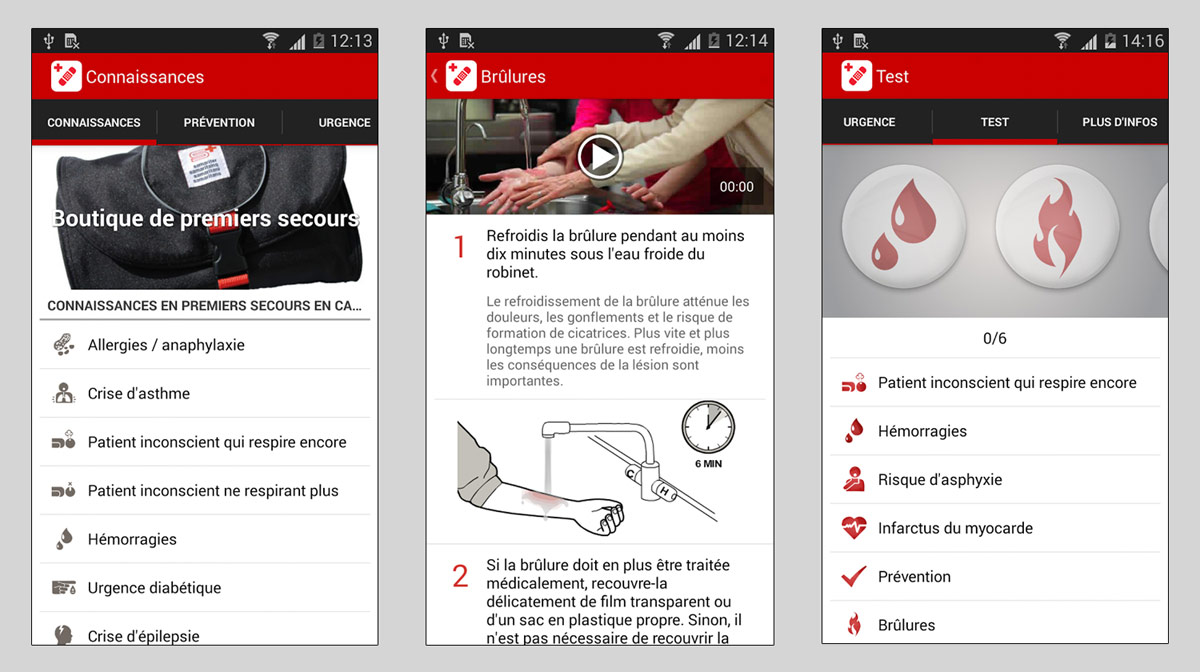 12:13
Connaissances
CONNAISSANCES
PRÉVENTION
URGENCE
samariter
samaritains
samaritani
samaritans
Boutique de premiers secours
CONNAISSANCES EN PREMIERS SECOURS EN CA...
Allergies / anaphylaxie
Crise d'asthme
Patient inconscient qui respire encore
Patient inconscient ne respirant plus
Hémorragies
Urgence diabétique
Crise d'épilepsie
12:14
Brûlures
00:00
1
Refroidis la brûlure pendant au moins
dix minutes sous l'eau froide du
robinet.
Le refroidissement de la brûlure atténue les
douleurs, les gonflements et le risque de
formation de cicatrices. Plus vite et plus
longtemps une brûlure est refroidie, moins
les conséquences de la lésion sont
importantes.
6 MIN
C
H
2
Si la brûlure doit en plus être traitée
médicalement, recouvre-la
délicatement de film transparent ou
d'un sac en plastique propre. Sinon, il
n'est pas nécessaire de recouvrir la
14:16
Test
URGENCE
TEST
PLUS D'INFOS
0/6
Patient inconscient qui respire encore
Hémorragies
Risque d'asphyxie
Infarctus du myocarde
Prévention
Brûlures